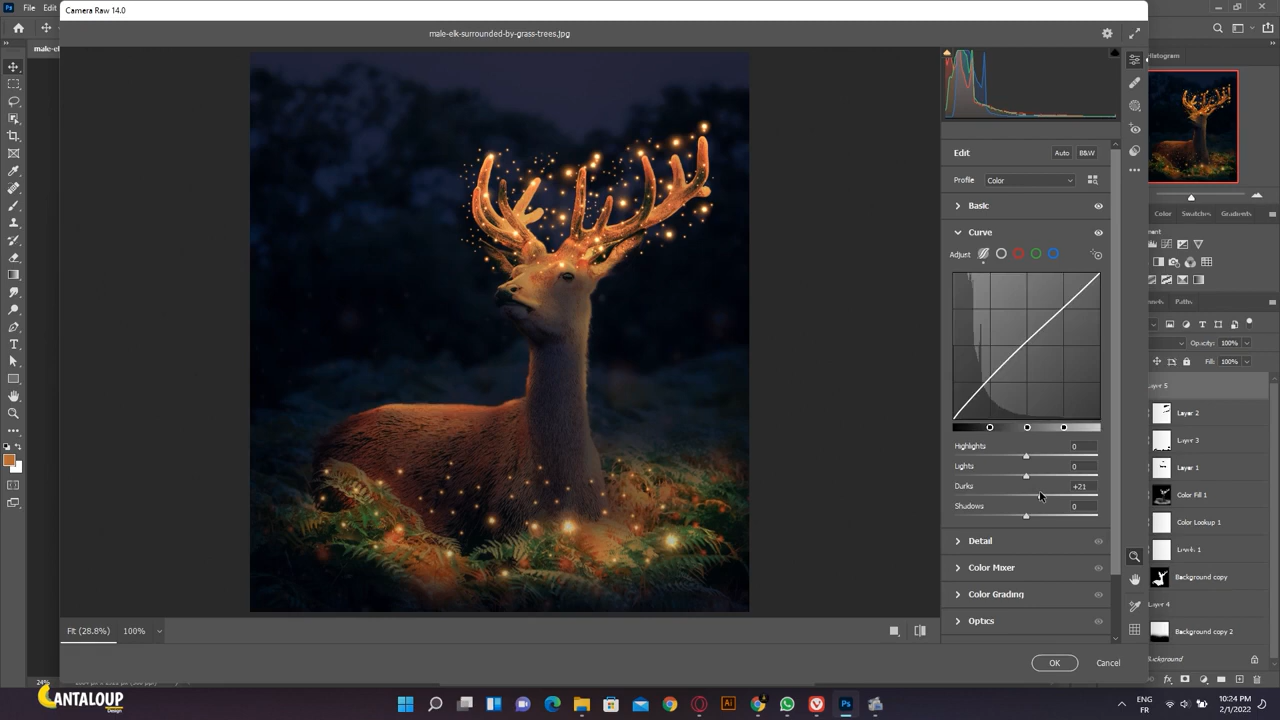 Camera Raw 14.0
File
Edit
male-elk-surrounded-by-grass-trees.jpg
male-elk
Histogram
Edit
Auto
B&W
Profile
Color
Basic
Curve
Adjust
Highlights
0
Lights
0
Darks
+21
Shadows
0
Detail
Color Mixer
Color Grading
Optics
Color
Swatches
Gradients
Paths
Opacity:
100%
Fill:
100%
Layer 5
Layer 2
Layer 3
Layer 1
Color Fill 1
Color Lookup 1
Levels 1
Background copy
Layer 4
Background copy 2
Background
Fit (28.8%)
100%
OK
Cancel
24%
CANTALOUP
Design
ENG
FR
10:24 PM
2/1/2022